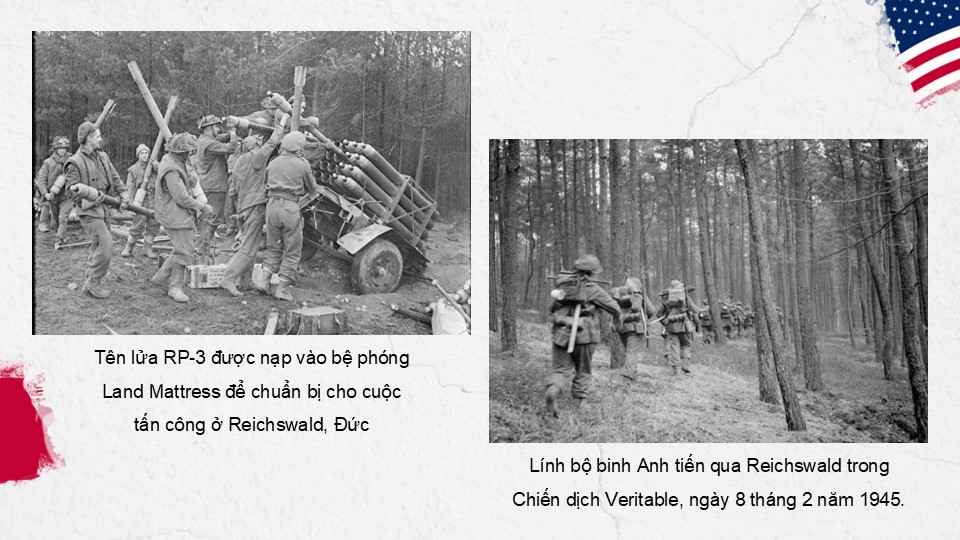 Tên lửa RP-3 được nạp vào bệ phóng
Land Mattress để chuẩn bị cho cuộc
tấn công ở Reichswald, Đức
Lính bộ binh Anh tiến qua Reichswald trong
Chiến dịch Veritable, ngày 8 tháng 2 năm 1945.